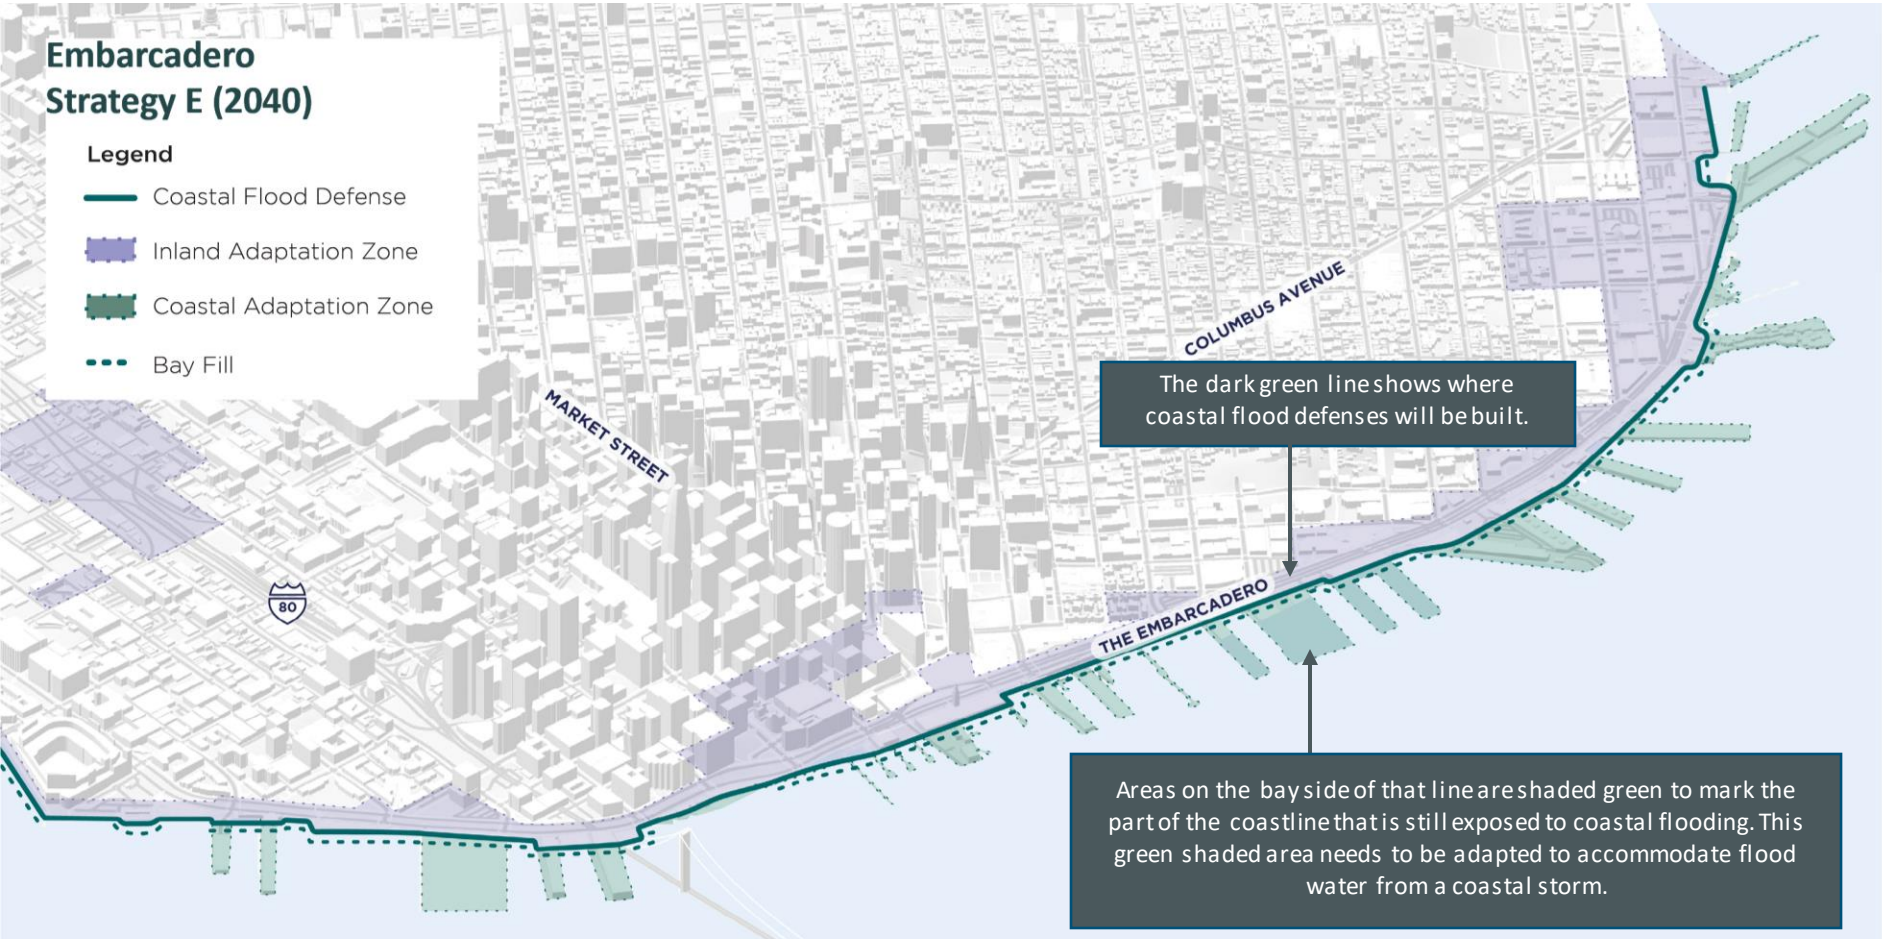 Embarcadero
Strategy E (2040)
Legend
Coastal Flood Defense
Inland Adaptation Zone
Coastal Adaptation Zone
Bay Fill
COLUMBUS AVENUE
The dark green line shows where
coastal flood defenses will be built.
MARKET STREET
80
THE EMBARCADERO
Areas on the bay side of that line are shaded green to mark the
part of the coastline that is still exposed to coastal flooding. This
green shaded area needs to be adapted to accommodate flood
water from a coastal storm.